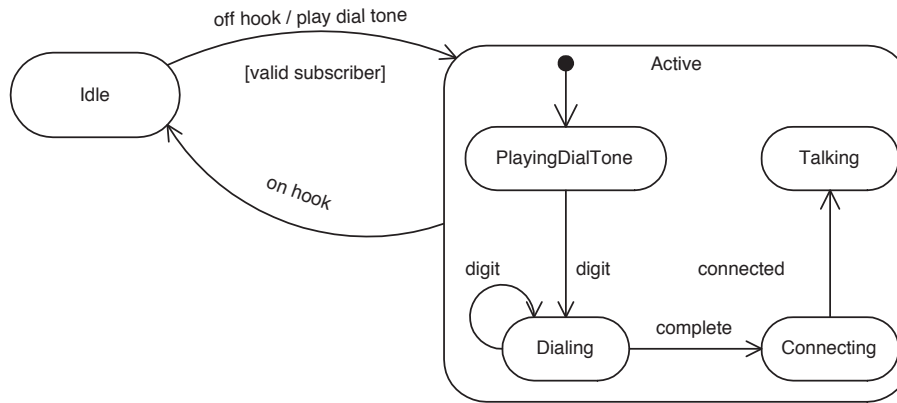 off hook / play dial tone
[valid subscriber]
Active
Idle
PlayingDialTone
Talking
on hook
digit
digit
connected
complete
Dialing
Connecting